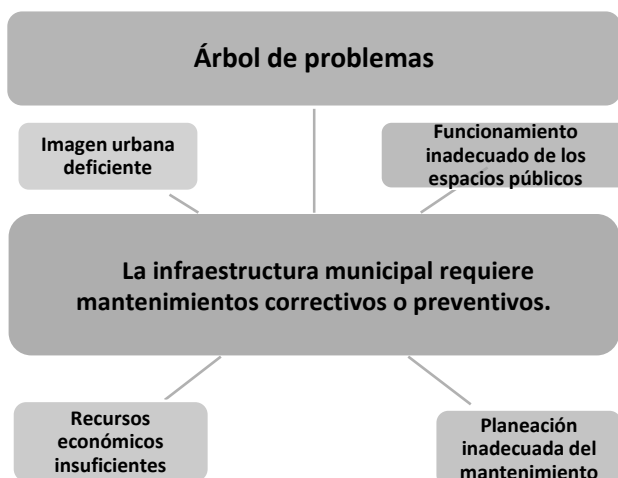 Árbol de problemas
Imagen urbana
deficiente
Funcionamiento
inadecuado de los
espacios públicos
La infraestructura municipal requiere
mantenimientos correctivos o preventivos.
Recursos
económicos
insuficientes
Planeación
inadecuada del
mantenimiento